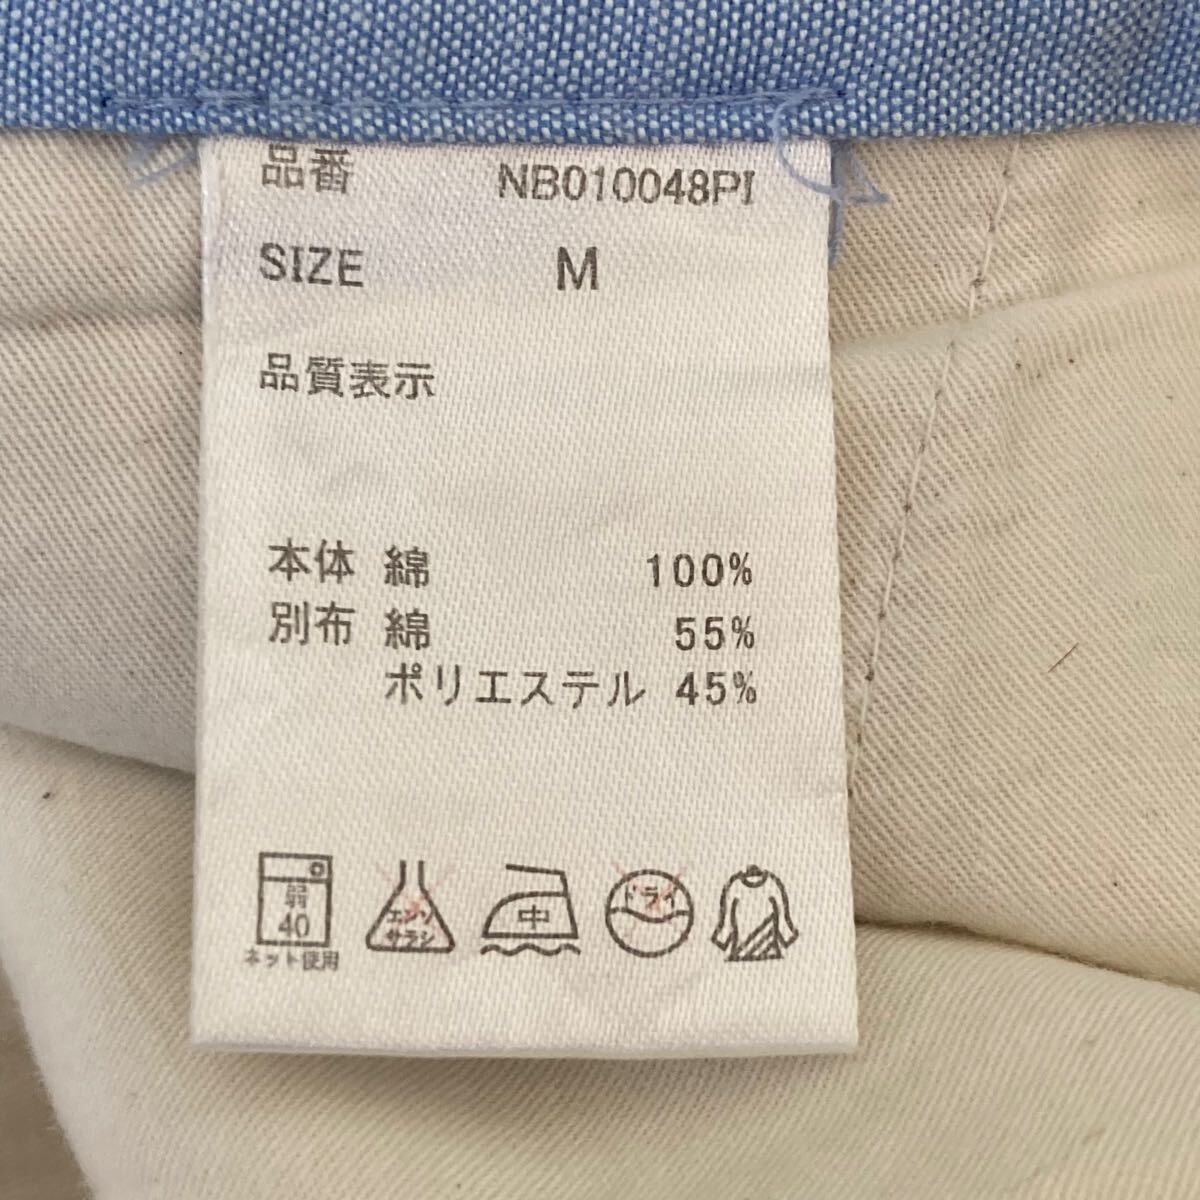 品番 NB010048PI
SIZE M
品質表示
本体 綿 100%
別布 綿 55%
ポリエステル 45%
弱
40
ネット使用
エンソ
サラシ
中
ドライ